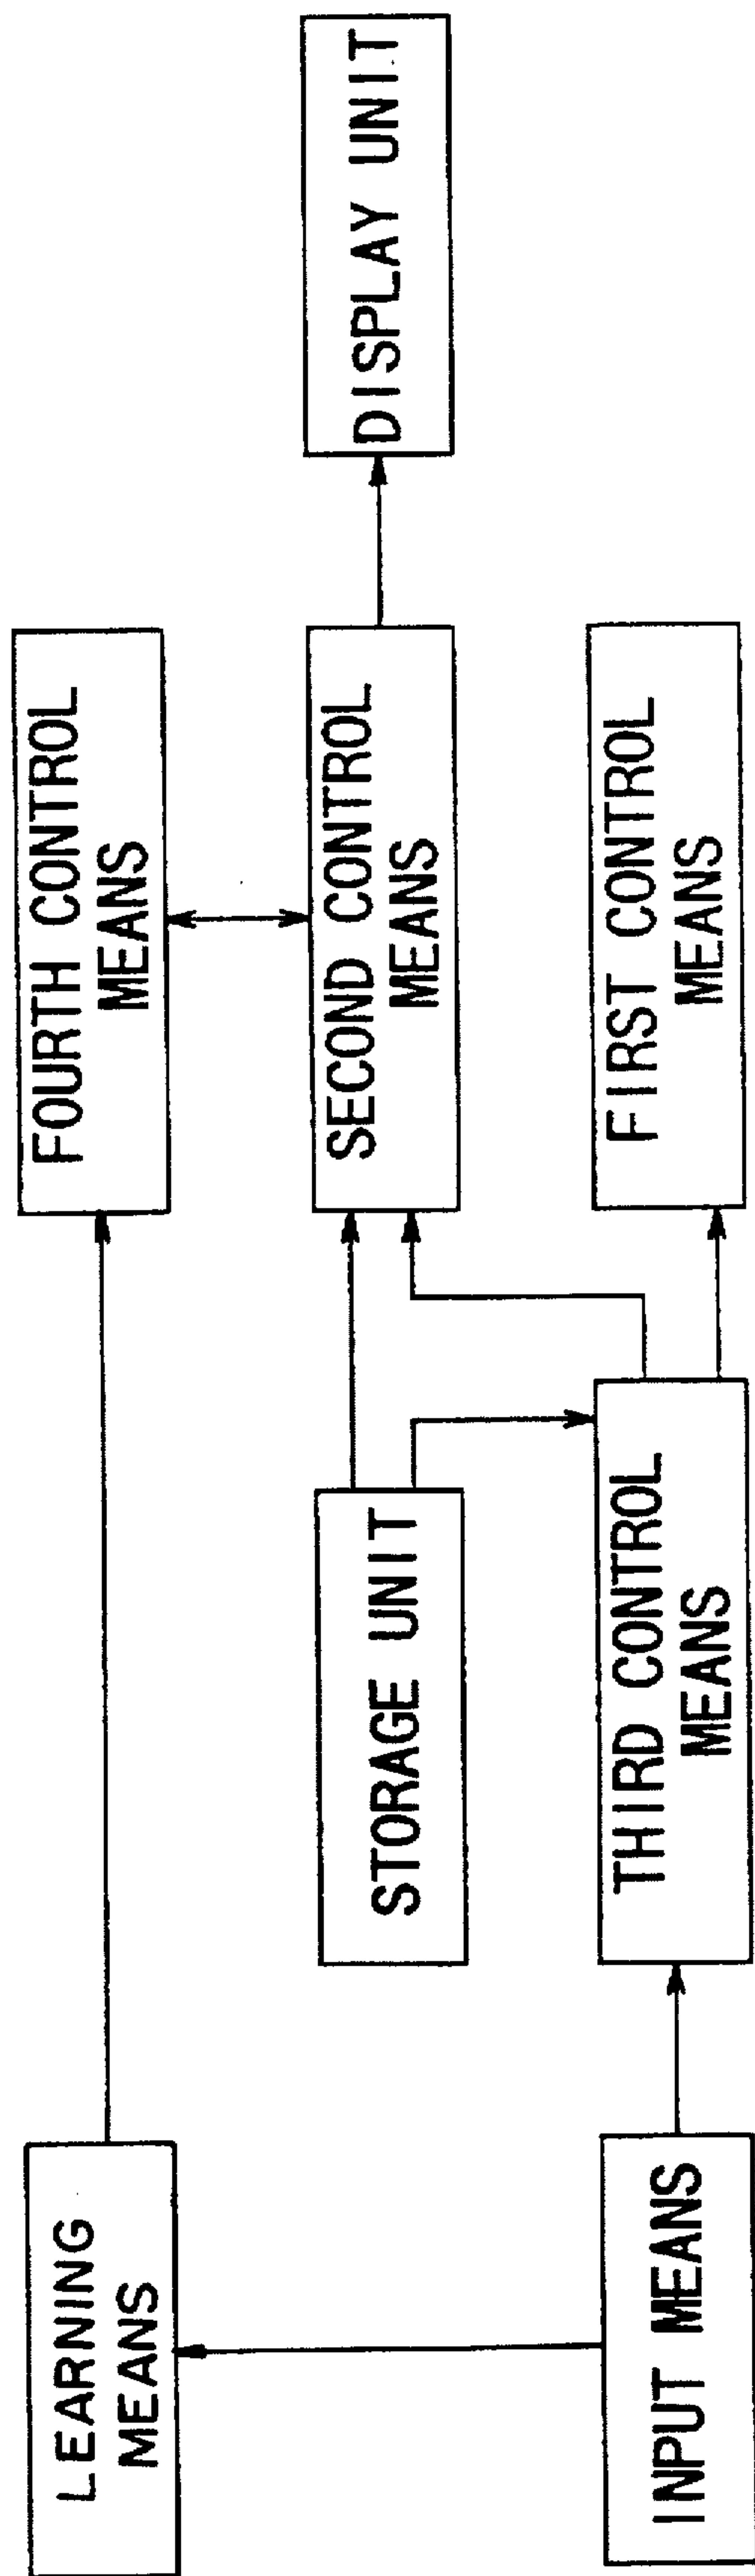 LEARNING
MEANS
FOURTH CONTROL
MEANS
STORAGE UNIT
SECOND CONTROL
MEANS
DISPLAY UNIT
INPUT MEANS
THIRD CONTROL
MEANS
FIRST CONTROL
MEANS